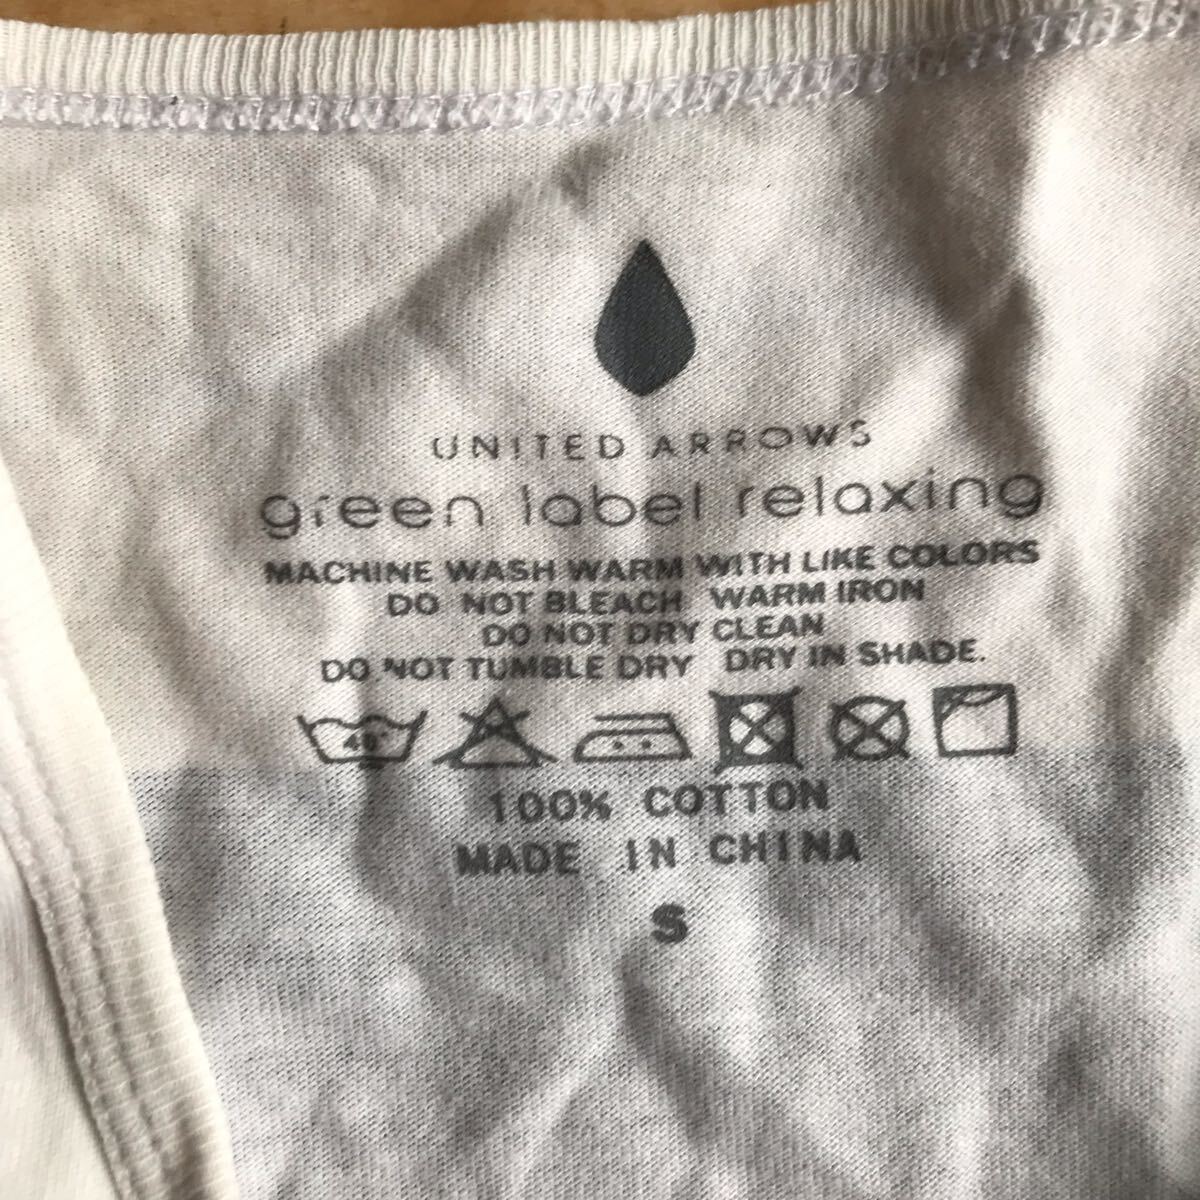 UNITED ARROWS
green label relaxing
MACHINE WASH WARM WITH LIKE COLORS
DO NOT BLEACH WARM IRON
DO NOT DRY CLEAN
DO NOT TUMBLE DRY DRY IN SHADE.
40°
100% COTTON
MADE IN CHINA
S